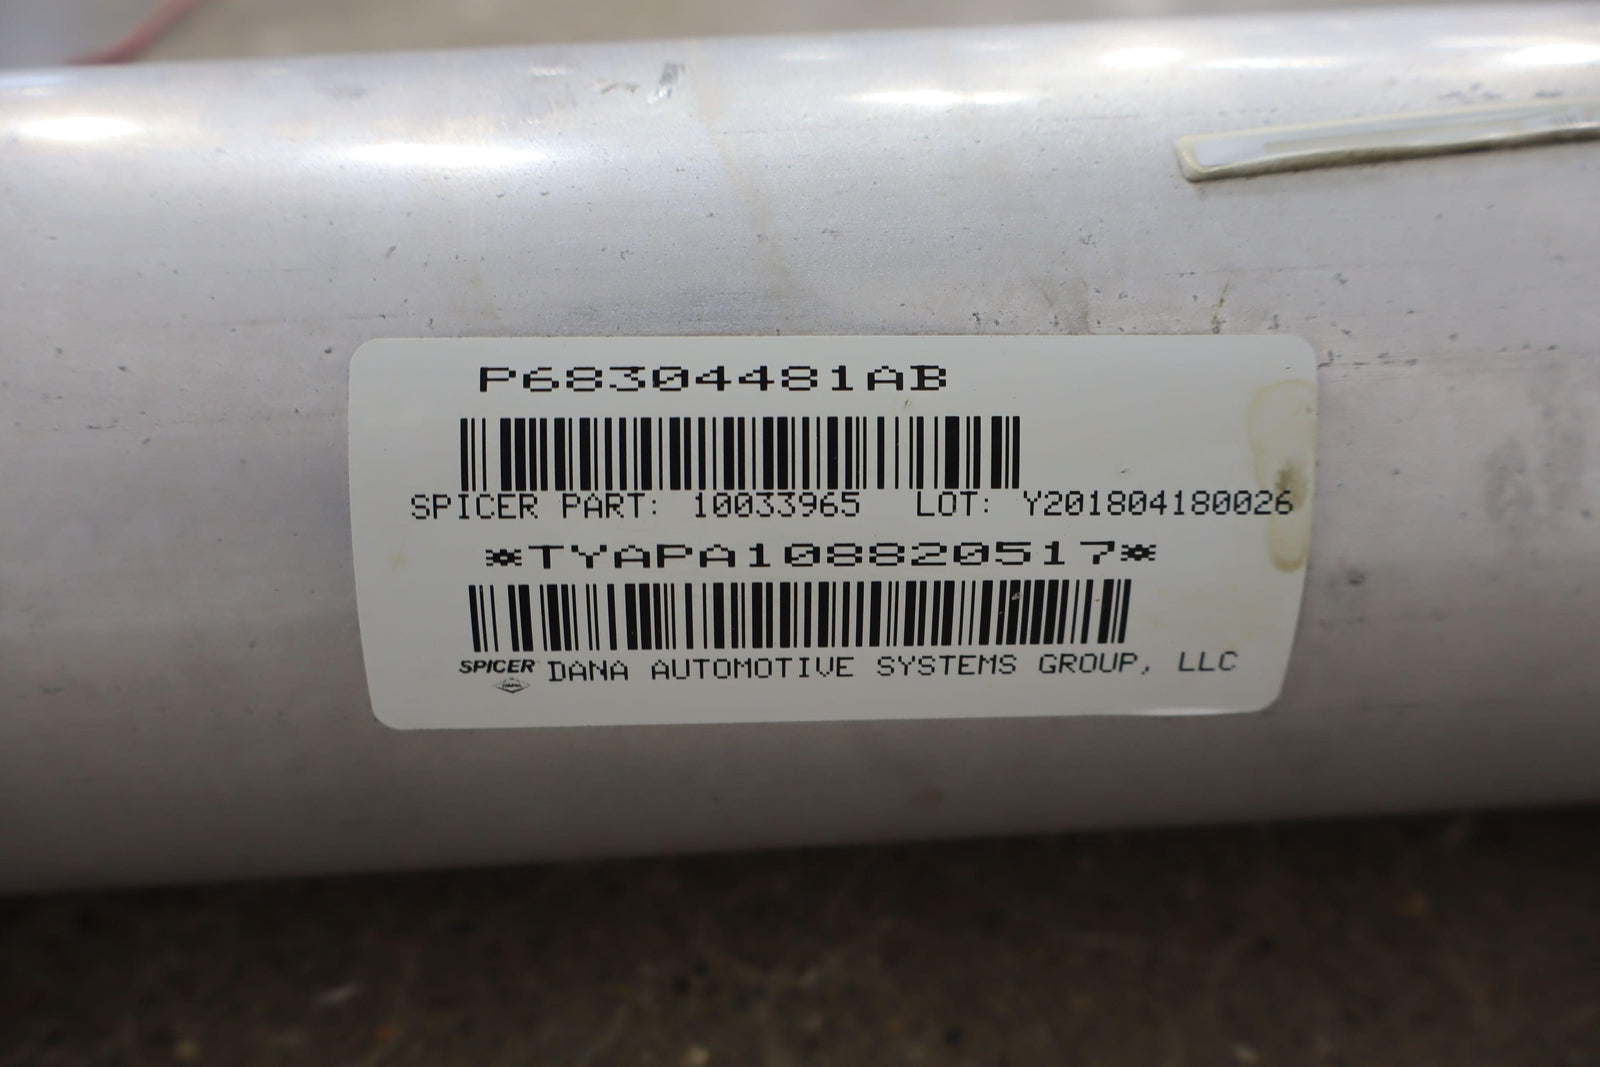 P68304481AB
SPICER PART: 10033965 LOT: Y201804180026
*TYAPA108820517*
SPICER DANA AUTOMOTIVE SYSTEMS GROUP, LLC